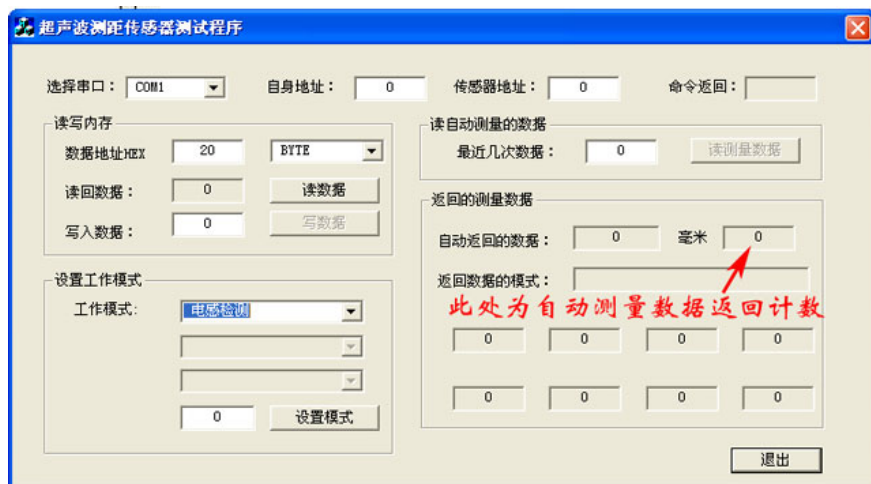 超声波测距传感器测试程序
选择串口： COM1 自身地址： 0 传感器地址： 0 命令返回：
读写内存
数据地址HEX 20 BYTE
读回数据： 0 读数据
写入数据： 0 写数据
读自动测量的数据
最近几次数据： 0 读测量数据
返回的测量数据
自动返回的数据： 0 毫米 0
返回数据的模式：
此处为自动测量数据返回计数
0 0 0 0
0 0 0 0
设置工作模式
工作模式: 电感检测
0 设置模式
退出